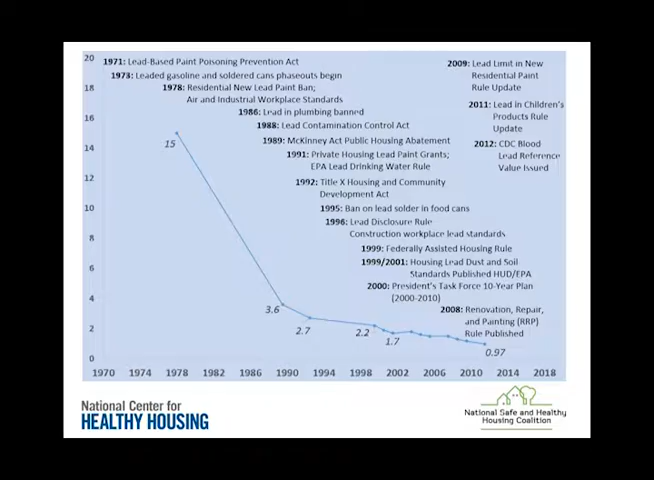 20
18
16
14
12
10
8
6
4
2
0
1971: Lead-Based Paint Poisoning Prevention Act
1973: Leaded gasoline and soldered cans phaseouts begin
1978: Residential New Lead Paint Ban;
Air and Industrial Workplace Standards
1986: Lead in plumbing banned
1988: Lead Contamination Control Act
1989: McKinney Act Public Housing Abatement
1991: Private Housing Lead Paint Grants;
EPA Lead Drinking Water Rule
1992: Title X Housing and Community
Development Act
1995: Ban on lead solder in food cans
1996: Lead Disclosure Rule
Construction workplace lead standards
1999: Federally Assisted Housing Rule
1999/2001: Housing Lead Dust and Soil
Standards Published HUD/EPA
2000: President's Task Force 10-Year Plan
(2000-2010)
2008: Renovation, Repair,
and Painting (RRP)
Rule Published
2009: Lead Limit in New
Residential Paint
Rule Update
2011: Lead in Children's
Products Rule
Update
2012: CDC Blood
Lead Reference
Value Issued
15
3.6
2.7
2.2
1.7
0.97
1970 1974 1978 1982 1986 1990 1994 1998 2002 2006 2010 2014 2018
National Center for
HEALTHY HOUSING
National Safe and Healthy
Housing Coalition